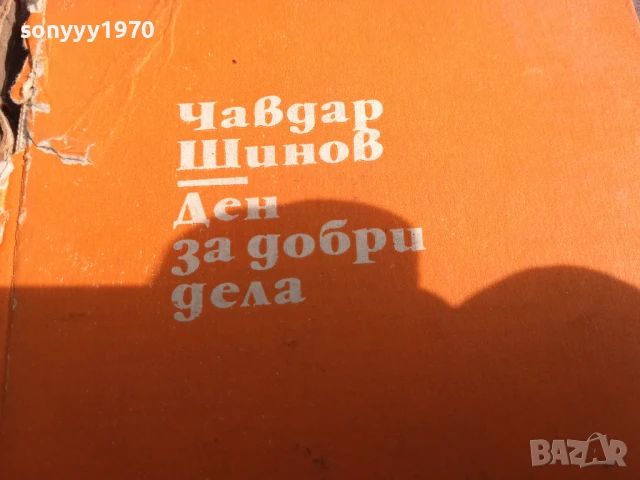 sonyyy1970
Чавдар
Шинов
Ден
за добри
дела
BAZAR